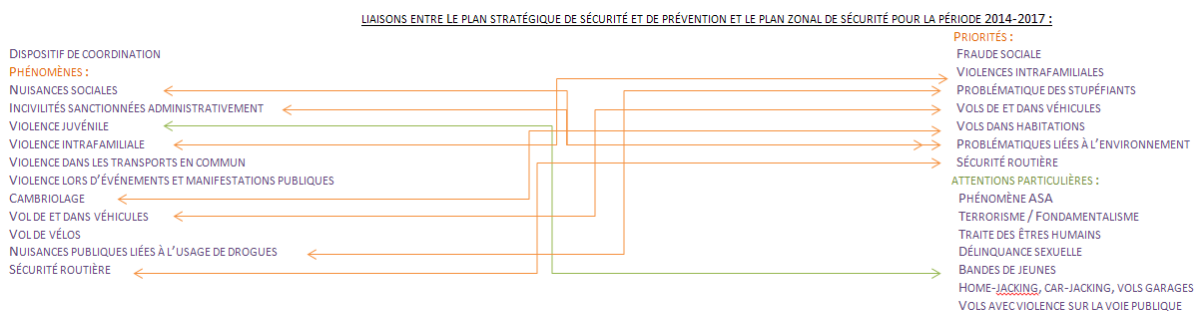 LIAISONS ENTRE LE PLAN STRATÉGIQUE DE SÉCURITÉ ET DE PRÉVENTION ET LE PLAN ZONAL DE SÉCURITÉ POUR LA PÉRIODE 2014-2017 :
DISPOSITIF DE COORDINATION
PHÉNOMÈNES :
NUISANCES SOCIALES
INCIVILITÉS SANCTIONNÉES ADMINISTRATIVEMENT
VIOLENCE JUVÉNILE
VIOLENCE INTRAFAMILIALE
VIOLENCE DANS LES TRANSPORTS EN COMMUN
VIOLENCE LORS D'ÉVÉNEMENTS ET MANIFESTATIONS PUBLIQUES
CAMBRIOLAGE
VOL DE ET DANS VÉHICULES
VOL DE VÉLOS
NUISANCES PUBLIQUES LIÉES À L'USAGE DE DROGUES
SÉCURITÉ ROUTIÈRE
PRIORITÉS :
FRAUDE SOCIALE
VIOLENCES INTRAFAMILIALES
PROBLÉMATIQUE DES STUPÉFIANTS
VOLS DE ET DANS VÉHICULES
VOLS DANS HABITATIONS
PROBLÉMATIQUES LIÉES À L'ENVIRONNEMENT
SÉCURITÉ ROUTIÈRE
ATTENTIONS PARTICULIÈRES :
PHÉNOMÈNE ASA
TERRORISME / FONDAMENTALISME
TRAITE DES ÊTRES HUMAINS
DÉLINQUANCE SEXUELLE
BANDES DE JEUNES
HOME-JACKING, CAR-JACKING, VOLS GARAGES
VOLS AVEC VIOLENCE SUR LA VOIE PUBLIQUE